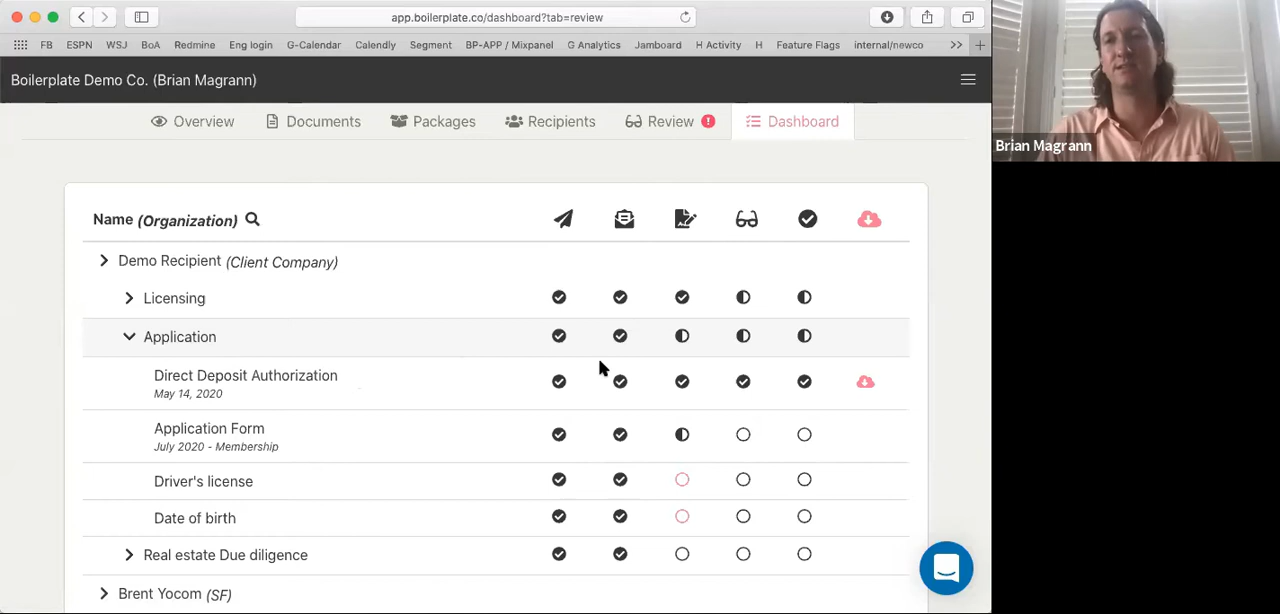 app.boilerplate.co/dashboard?tab=review
FB ESPN WSJ BoA Redmine Eng login G-Calendar Calendly Segment BP-APP / Mixpanel G Analytics Jamboard H Activity H Feature Flags internal/newco
Boilerplate Demo Co. (Brian Magrann)
Overview Documents Packages Recipients Review Dashboard
Name (Organization)
Demo Recipient (Client Company)
Licensing
Application
Direct Deposit Authorization
May 14, 2020
Application Form
July 2020 - Membership
Driver's license
Date of birth
Real estate Due diligence
Brent Yocom (SF)
Brian Magrann